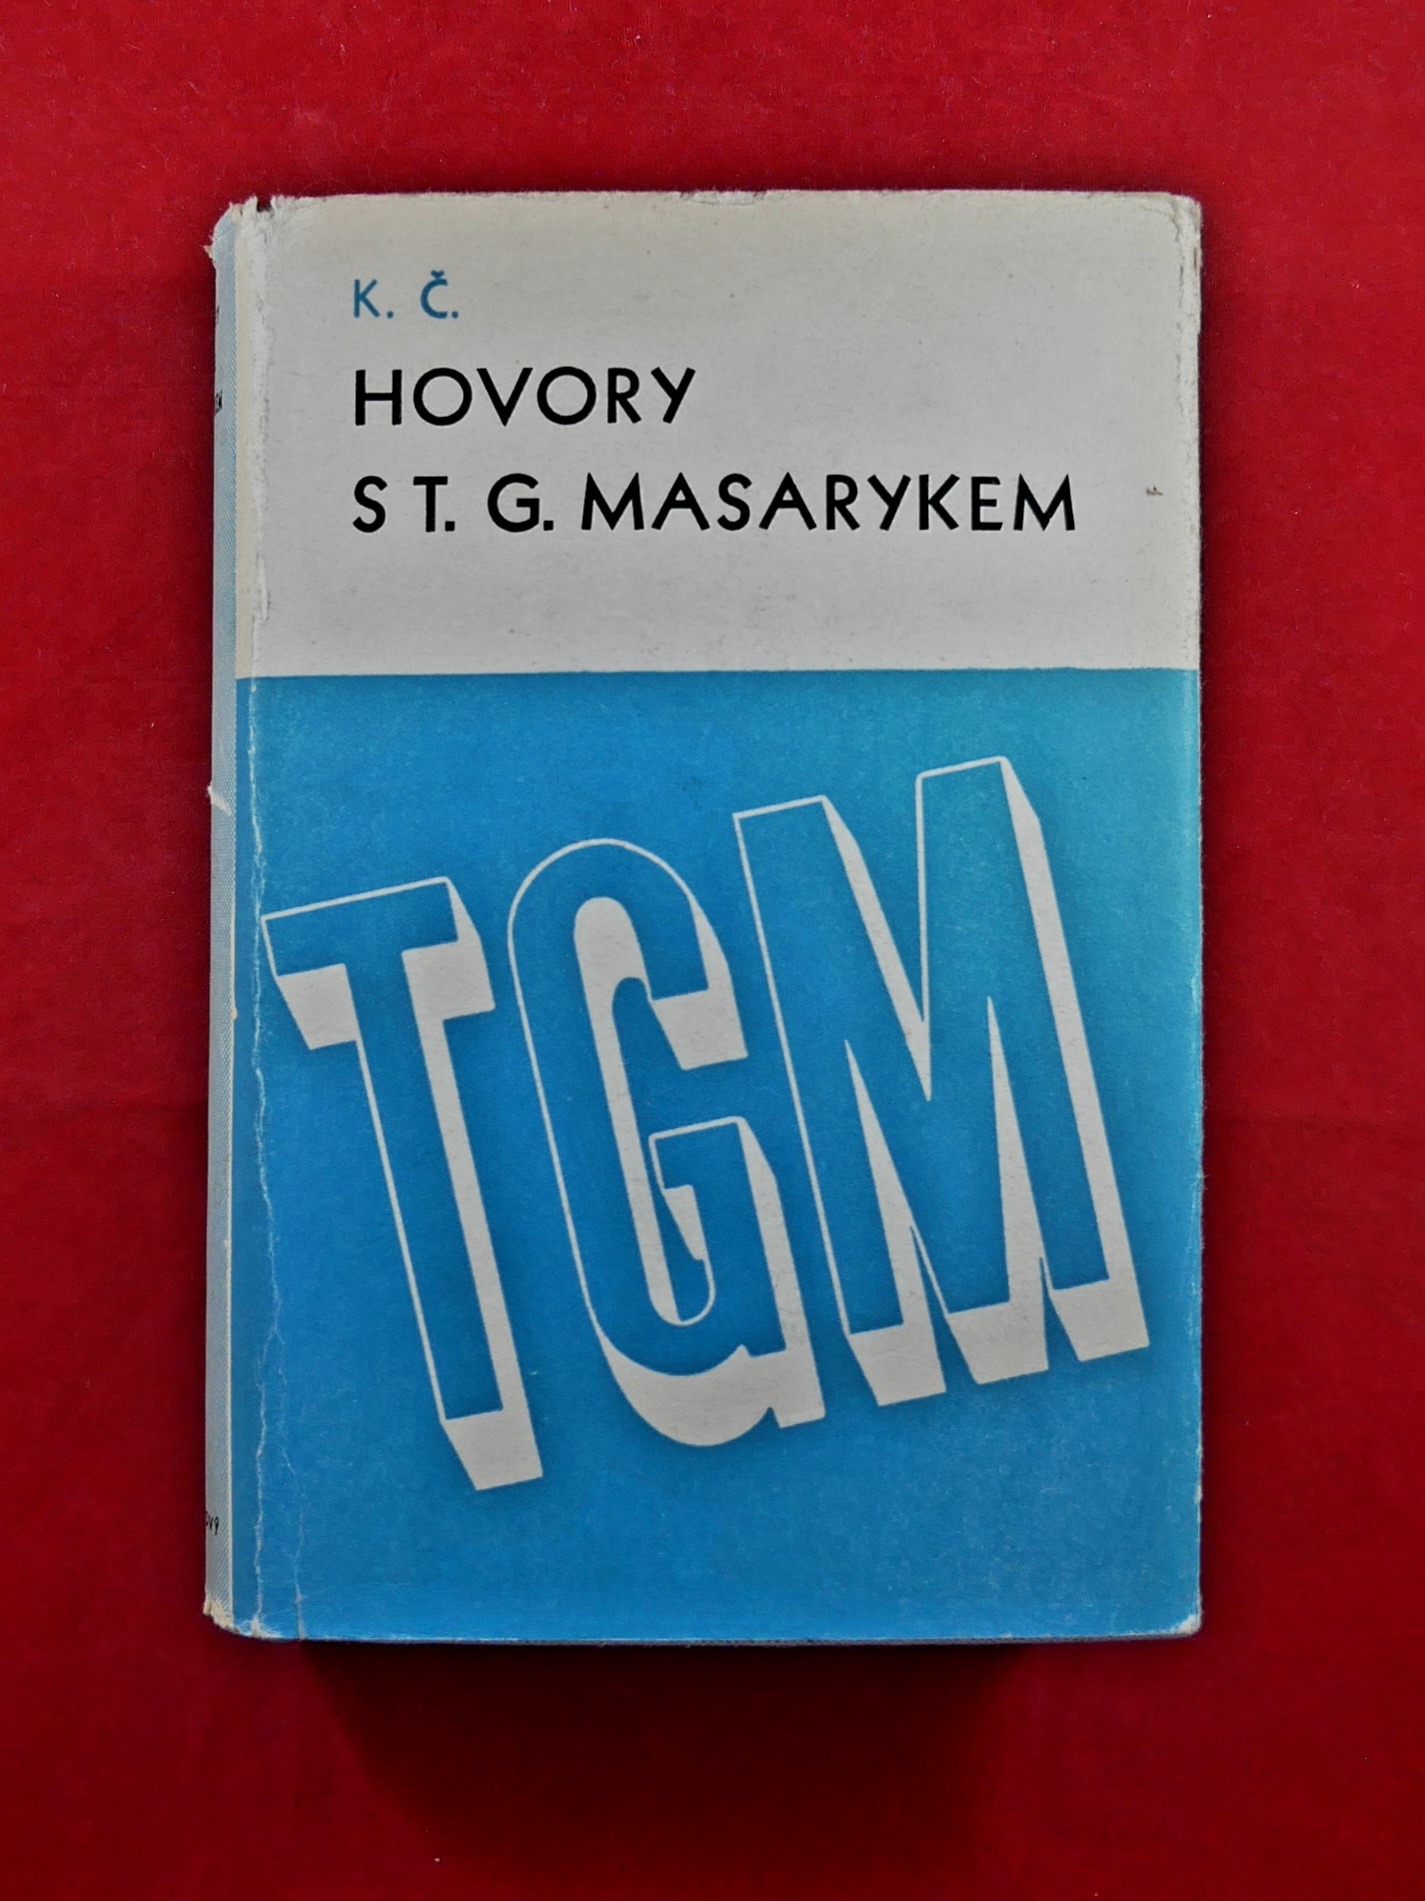 K. Č.
HOVORY
S T. G. MASARYKEM
TGM